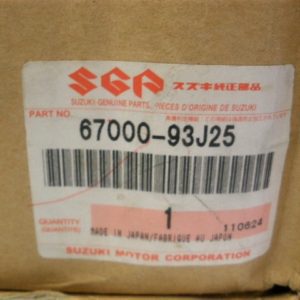 SGP スズキ純正部品
SUZUKI GENUINE PARTS, PIÈCES D'ORIGINE DE SUZUKI
PART NO.
67000-93J25
QUANTITY
QUANTITÉ
1
110624
MADE IN JAPAN/FABRIQUÉ AU JAPON
SUZUKI MOTOR CORPORATION